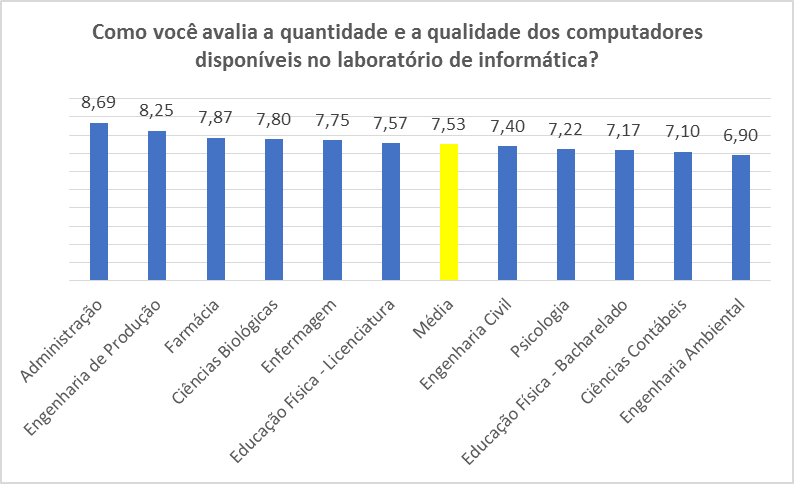 Como você avalia a quantidade e a qualidade dos computadores
disponíveis no laboratório de informática?
8,69
8,25
7,87
7,80
7,75
7,57
7,53
7,40
7,22
7,17
7,10
6,90
Administração
Engenharia de Produção
Farmácia
Ciências Biológicas
Enfermagem
Educação Física - Licenciatura
Média
Engenharia Civil
Psicologia
Educação Física - Bacharelado
Ciências Contábeis
Engenharia Ambiental